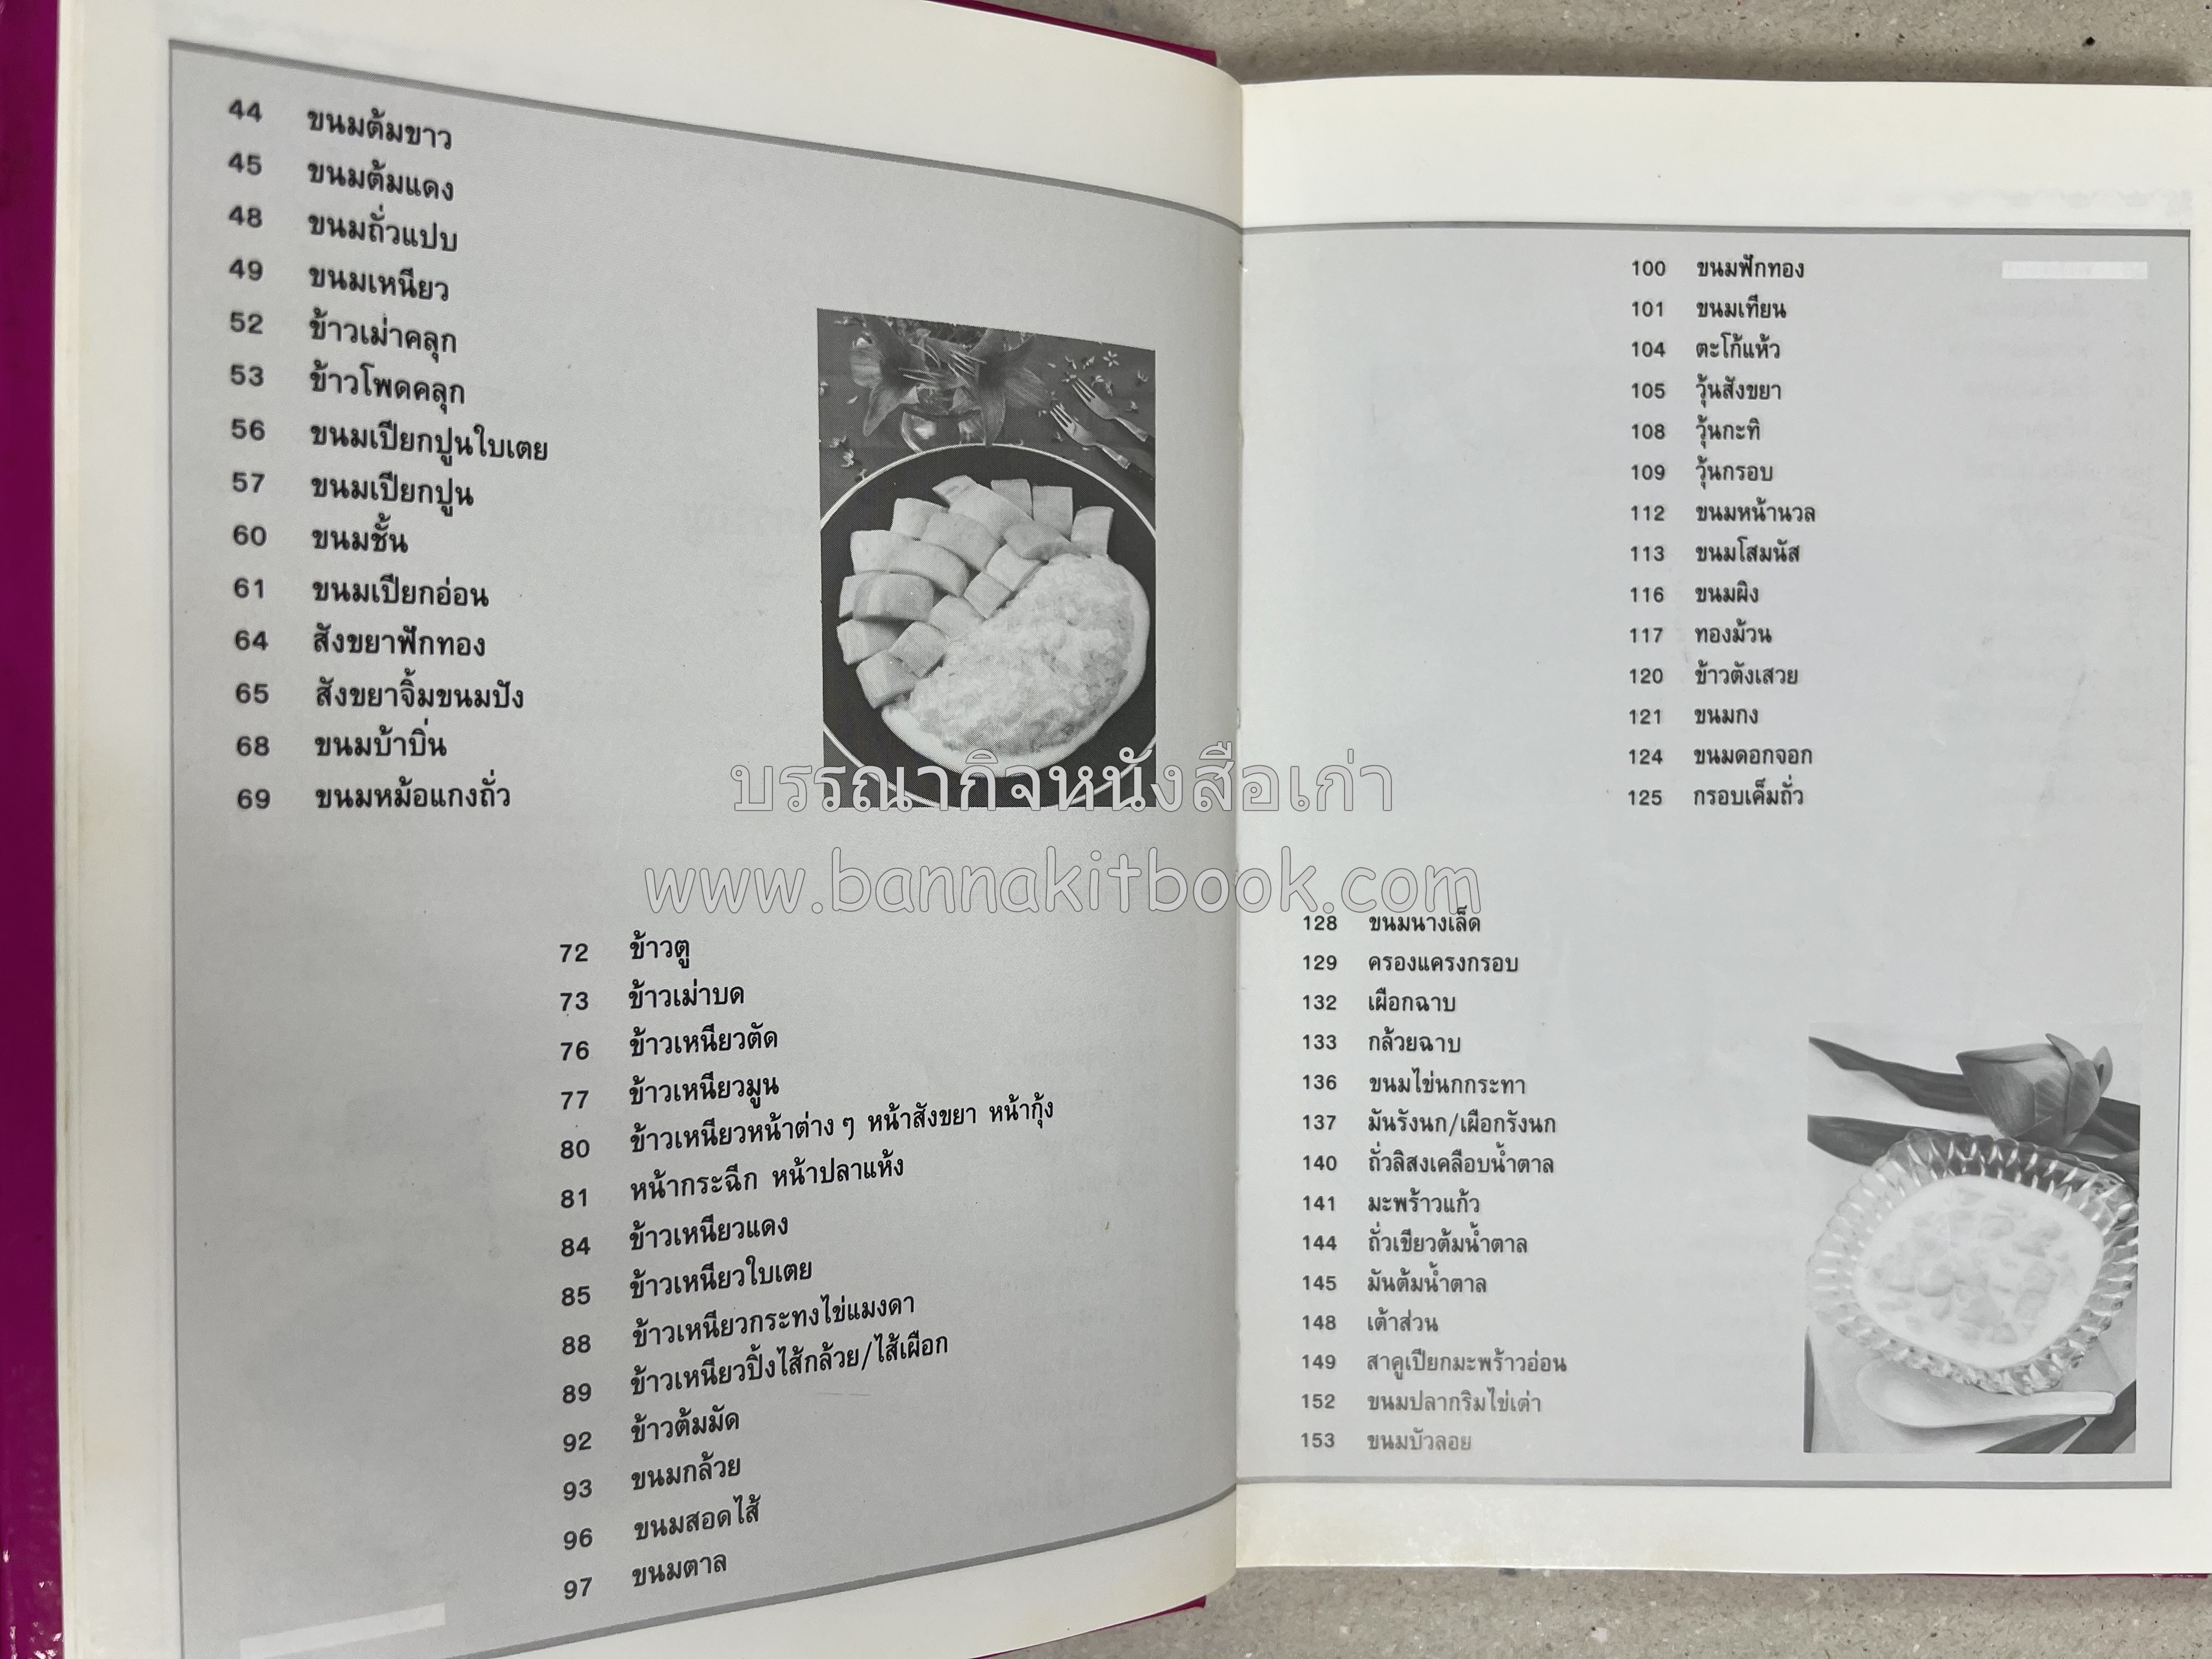 44 ขนมต้มขาว
45 ขนมต้มแดง
48 ขนมถั่วแปบ
49 ขนมเหนียว
52 ข้าวเม่าคลุก
53 ข้าวโพดคลุก
56 ขนมเปียกปูนใบเตย
57 ขนมเปียกปูน
60 ขนมชั้น
61 ขนมเปียกอ่อน
64 สังขยาฟักทอง
65 สังขยาจิ้มขนมปัง
68 ขนมบ้าบิ่น
69 ขนมหม้อแกงถั่ว
72 ข้าวตู
73 ข้าวเม่าบด
76 ข้าวเหนียวตัด
77 ข้าวเหนียวมูน
80 ข้าวเหนียวหน้าต่าง ๆ หน้าสังขยา หน้ากุ้ง
81 หน้ากระฉีก หน้าปลาแห้ง
84 ข้าวเหนียวแดง
85 ข้าวเหนียวใบเตย
88 ข้าวเหนียวกระทงไข่แมงดา
89 ข้าวเหนียวปิ้งไส้กล้วย/ไส้เผือก
92 ข้าวต้มมัด
93 ขนมกล้วย
96 ขนมสอดไส้
97 ขนมตาล
บรรณากิจหนังสือเก่า
www.bannakitbook.com
100 ขนมฟักทอง
101 ขนมเทียน
104 ตะโก้แห้ว
105 วุ้นสังขยา
108 วุ้นกะทิ
109 วุ้นกรอบ
112 ขนมหน้านวล
113 ขนมโสมนัส
116 ขนมผิง
117 ทองม้วน
120 ข้าวตังเสวย
121 ขนมกง
124 ขนมดอกจอก
125 กรอบเค็มถั่ว
128 ขนมนางเล็ด
129 ครองแครงกรอบ
132 เผือกฉาบ
133 กล้วยฉาบ
136 ขนมไข่นกกระทา
137 มันรังนก/เผือกรังนก
140 ถั่วลิสงเคลือบน้ำตาล
141 มะพร้าวแก้ว
144 ถั่วเขียวต้มน้ำตาล
145 มันต้มน้ำตาล
148 เต้าส่วน
149 สาคูเปียกมะพร้าวอ่อน
152 ขนมปลากริมไข่เต่า
153 ขนมบัวลอย